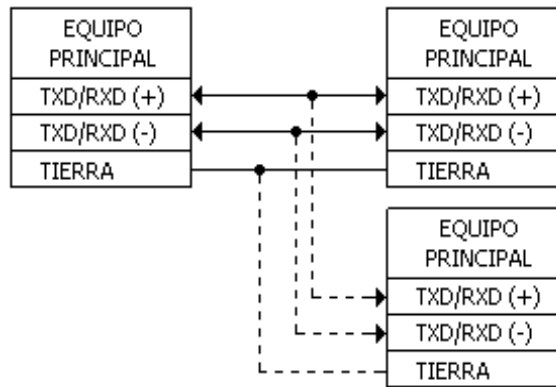 EQUIPO
PRINCIPAL
TXD/RXD (+)
TXD/RXD (-)
TIERRA
EQUIPO
PRINCIPAL
TXD/RXD (+)
TXD/RXD (-)
TIERRA
EQUIPO
PRINCIPAL
TXD/RXD (+)
TXD/RXD (-)
TIERRA